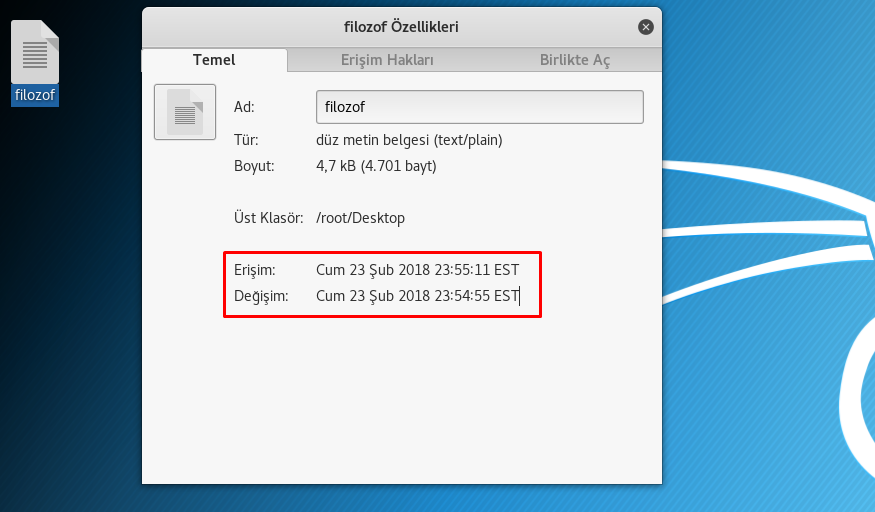 filozof Özellikleri
Temel
Erişim Hakları
Birlikte Aç
filozof
Ad: filozof
Tür: düz metin belgesi (text/plain)
Boyut: 4,7 kB (4.701 bayt)
Üst Klasör: /root/Desktop
Erişim: Cum 23 Şub 2018 23:55:11 EST
Değişim: Cum 23 Şub 2018 23:54:55 EST